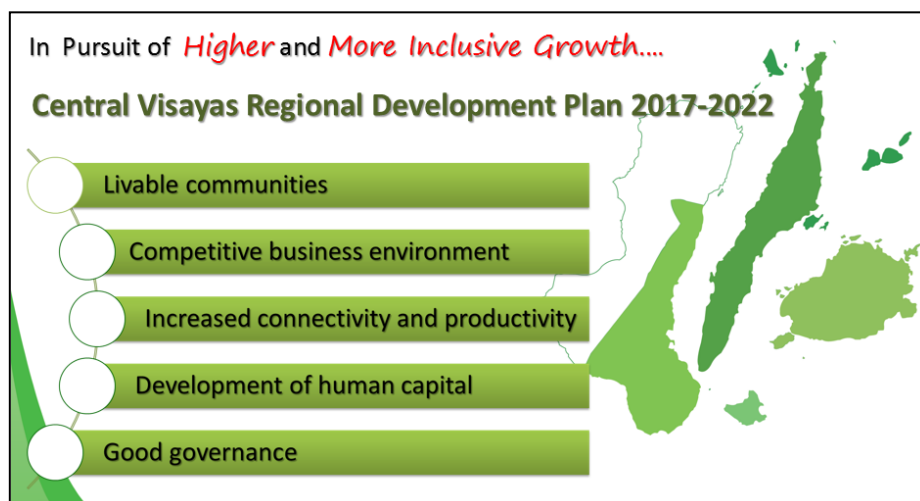 In Pursuit of Higher and More Inclusive Growth....
Central Visayas Regional Development Plan 2017-2022
Livable communities
Competitive business environment
Increased connectivity and productivity
Development of human capital
Good governance